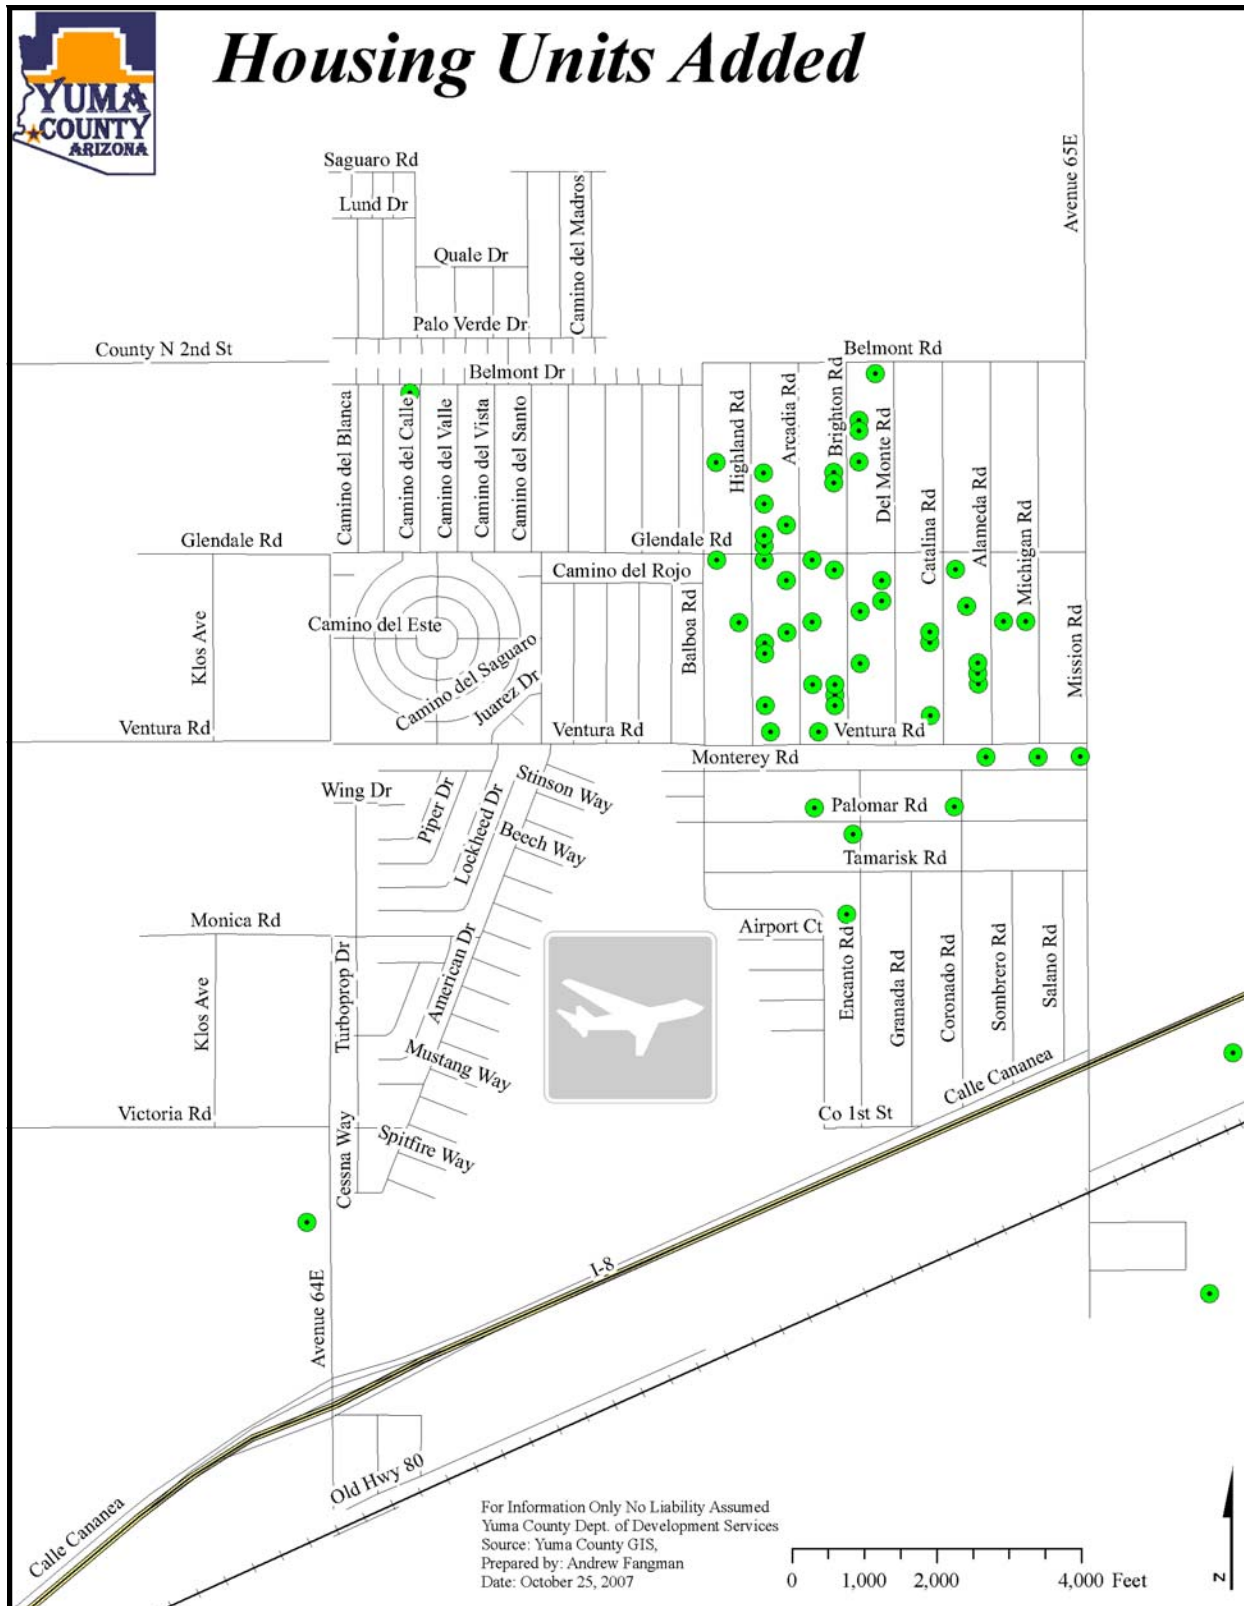 Housing Units Added
YUMA
COUNTY
ARIZONA
Avenue 65E
Saguaro Rd
Lund Dr
Camino del Madros
Quale Dr
Palo Verde Dr
County N 2nd St
Belmont Rd
Belmont Dr
Camino del Blanca
Camino del Calle
Camino del Valle
Camino del Vista
Camino del Santo
Highland Rd
Arcadia Rd
Brighton Rd
Del Monte Rd
Catalina Rd
Alameda Rd
Michigan Rd
Glendale Rd
Glendale Rd
Camino del Rojo
Klos Ave
Camino del Este
Camino del Saguaro
Juarez Dr
Balboa Rd
Mission Rd
Ventura Rd
Ventura Rd
Ventura Rd
Monterey Rd
Wing Dr
Piper Dr
Lockheed Dr
Stinson Way
Beech Way
Palomar Rd
Tamarisk Rd
Monica Rd
Airport Ct
Klos Ave
Turboprop Dr
American Dr
Encanto Rd
Granada Rd
Coronado Rd
Sombrero Rd
Salano Rd
Mustang Way
Calle Cananea
Victoria Rd
Co 1st St
Cessna Way
Spitfire Way
I-8
Avenue 64E
Old Hwy 80
Calle Cananea
For Information Only No Liability Assumed
Yuma County Dept. of Development Services
Source: Yuma County GIS,
Prepared by: Andrew Fangman
Date: October 25, 2007
0 1,000 2,000 4,000 Feet
N